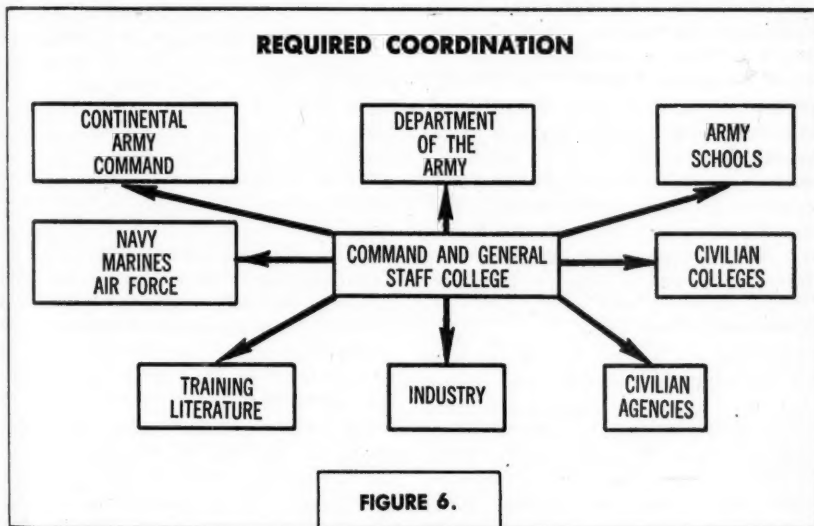 REQUIRED COORDINATION
CONTINENTAL
ARMY
COMMAND
DEPARTMENT
OF THE
ARMY
ARMY
SCHOOLS
NAVY
MARINES
AIR FORCE
COMMAND AND GENERAL
STAFF COLLEGE
CIVILIAN
COLLEGES
TRAINING
LITERATURE
INDUSTRY
CIVILIAN
AGENCIES
FIGURE 6.